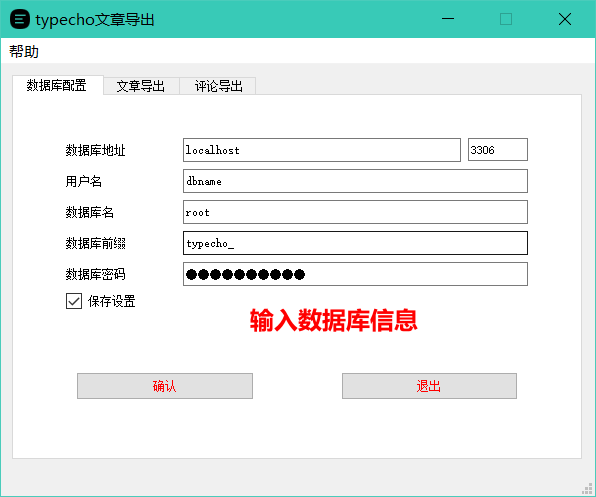 typecho文章导出
帮助
数据库配置 文章导出 评论导出
数据库地址 localhost 3306
用户名 dbname
数据库名 root
数据库前缀 typecho_
数据库密码 ●●●●●●●●●●
保存设置
输入数据库信息
确认 退出